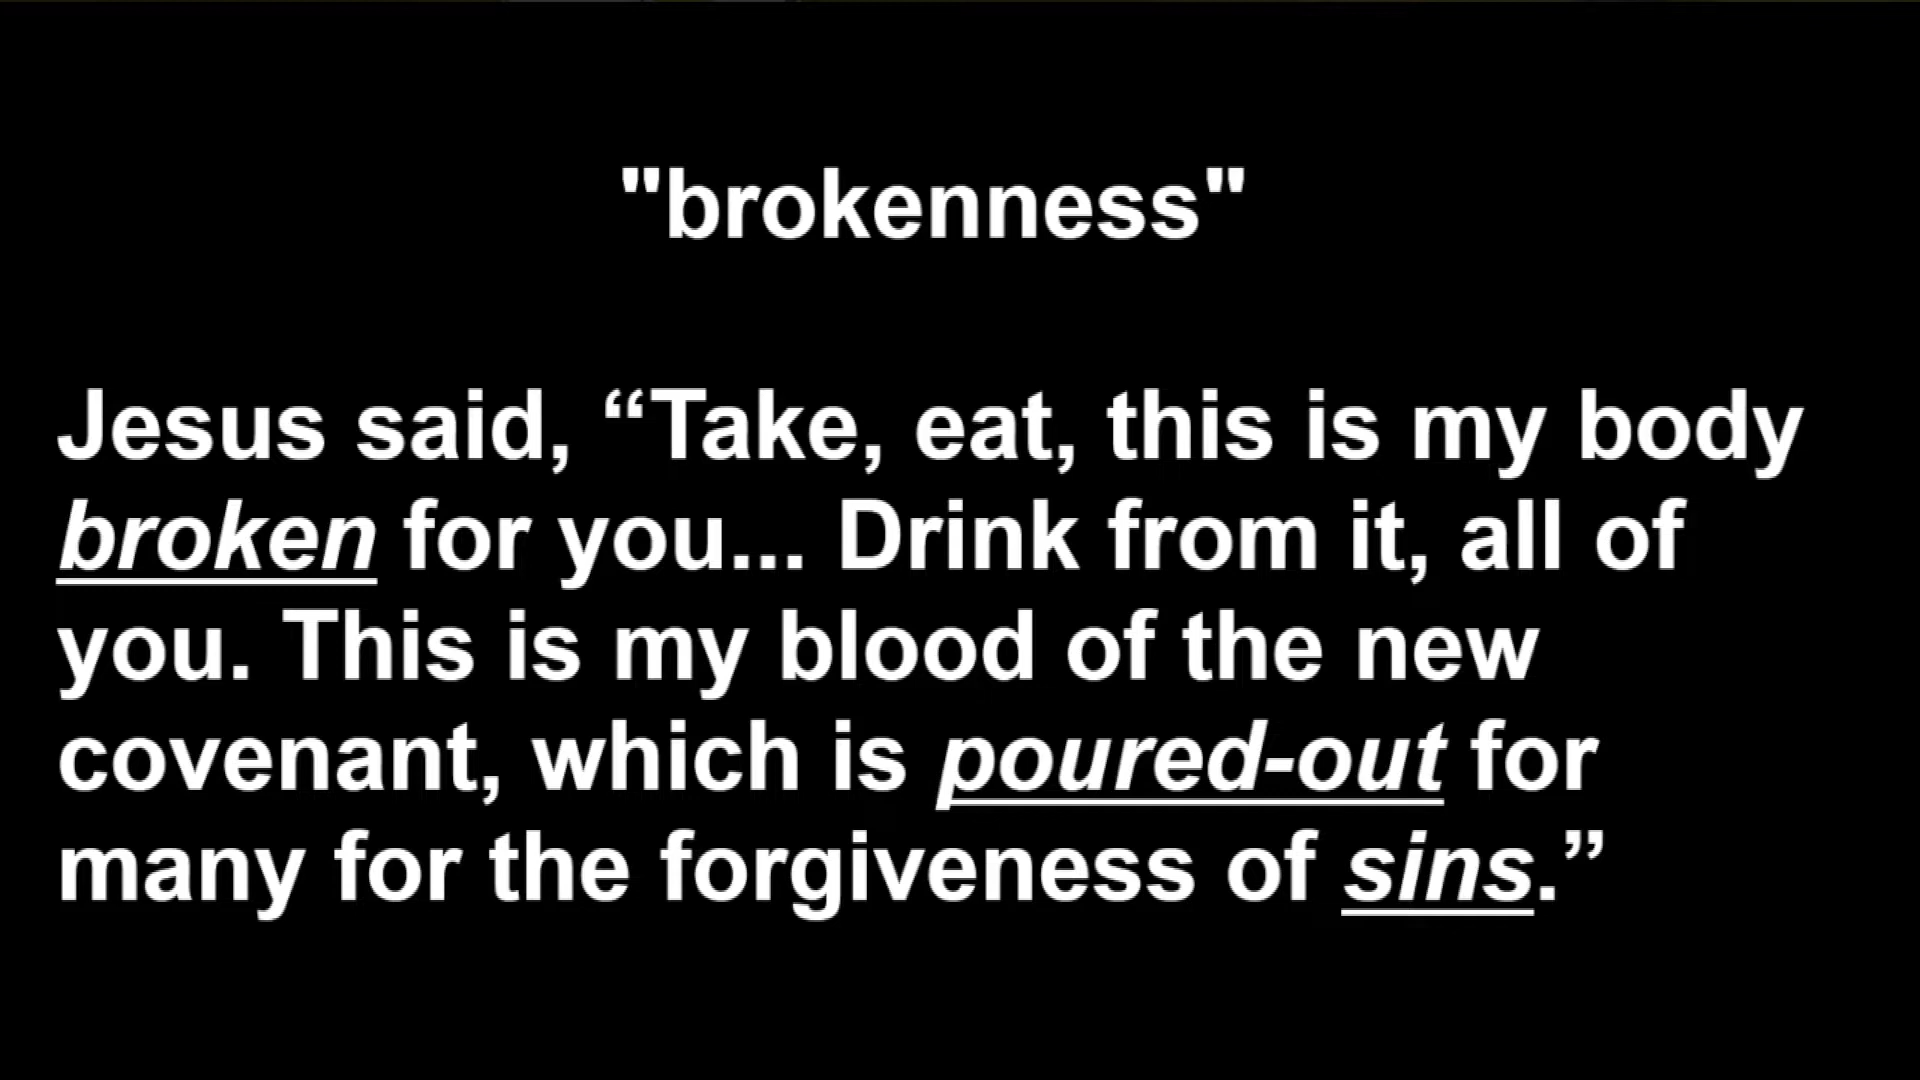 "brokenness"
Jesus said, “Take, eat, this is my body
broken for you... Drink from it, all of
you. This is my blood of the new
covenant, which is poured-out for
many for the forgiveness of sins.”